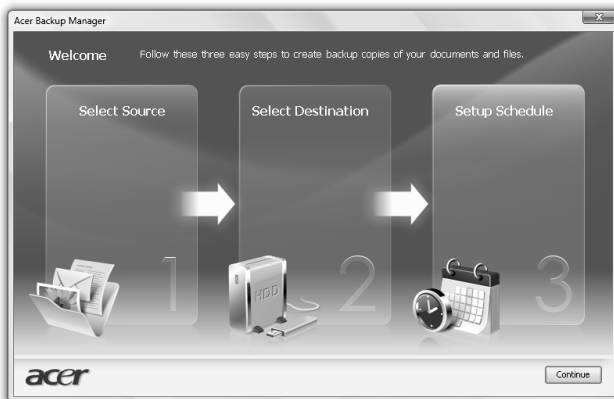 Acer Backup Manager
Welcome
Follow these three easy steps to create backup copies of your documents and files.
Select Source
Select Destination
Setup Schedule
HDD
1
2
3
acer
Continue